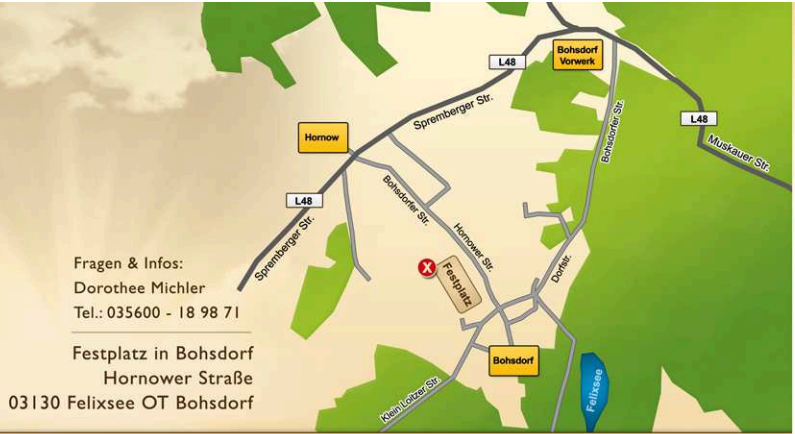 Bohsdorf
Vorwerk
L48
Spremberger Str.
Bohsdorfer Str.
L48
Muskauer Str.
Hornow
L48
Spremberger Str.
Bohsdorfer Str.
Hornower Str.
Dorfstr.
X
Festplatz
Bohsdorf
Klein Loitzer Str.
Felixsee
Fragen & Infos:
Dorothee Michler
Tel.: 035600 - 18 98 71
Festplatz in Bohsdorf
Hornower Straße
03130 Felixsee OT Bohsdorf